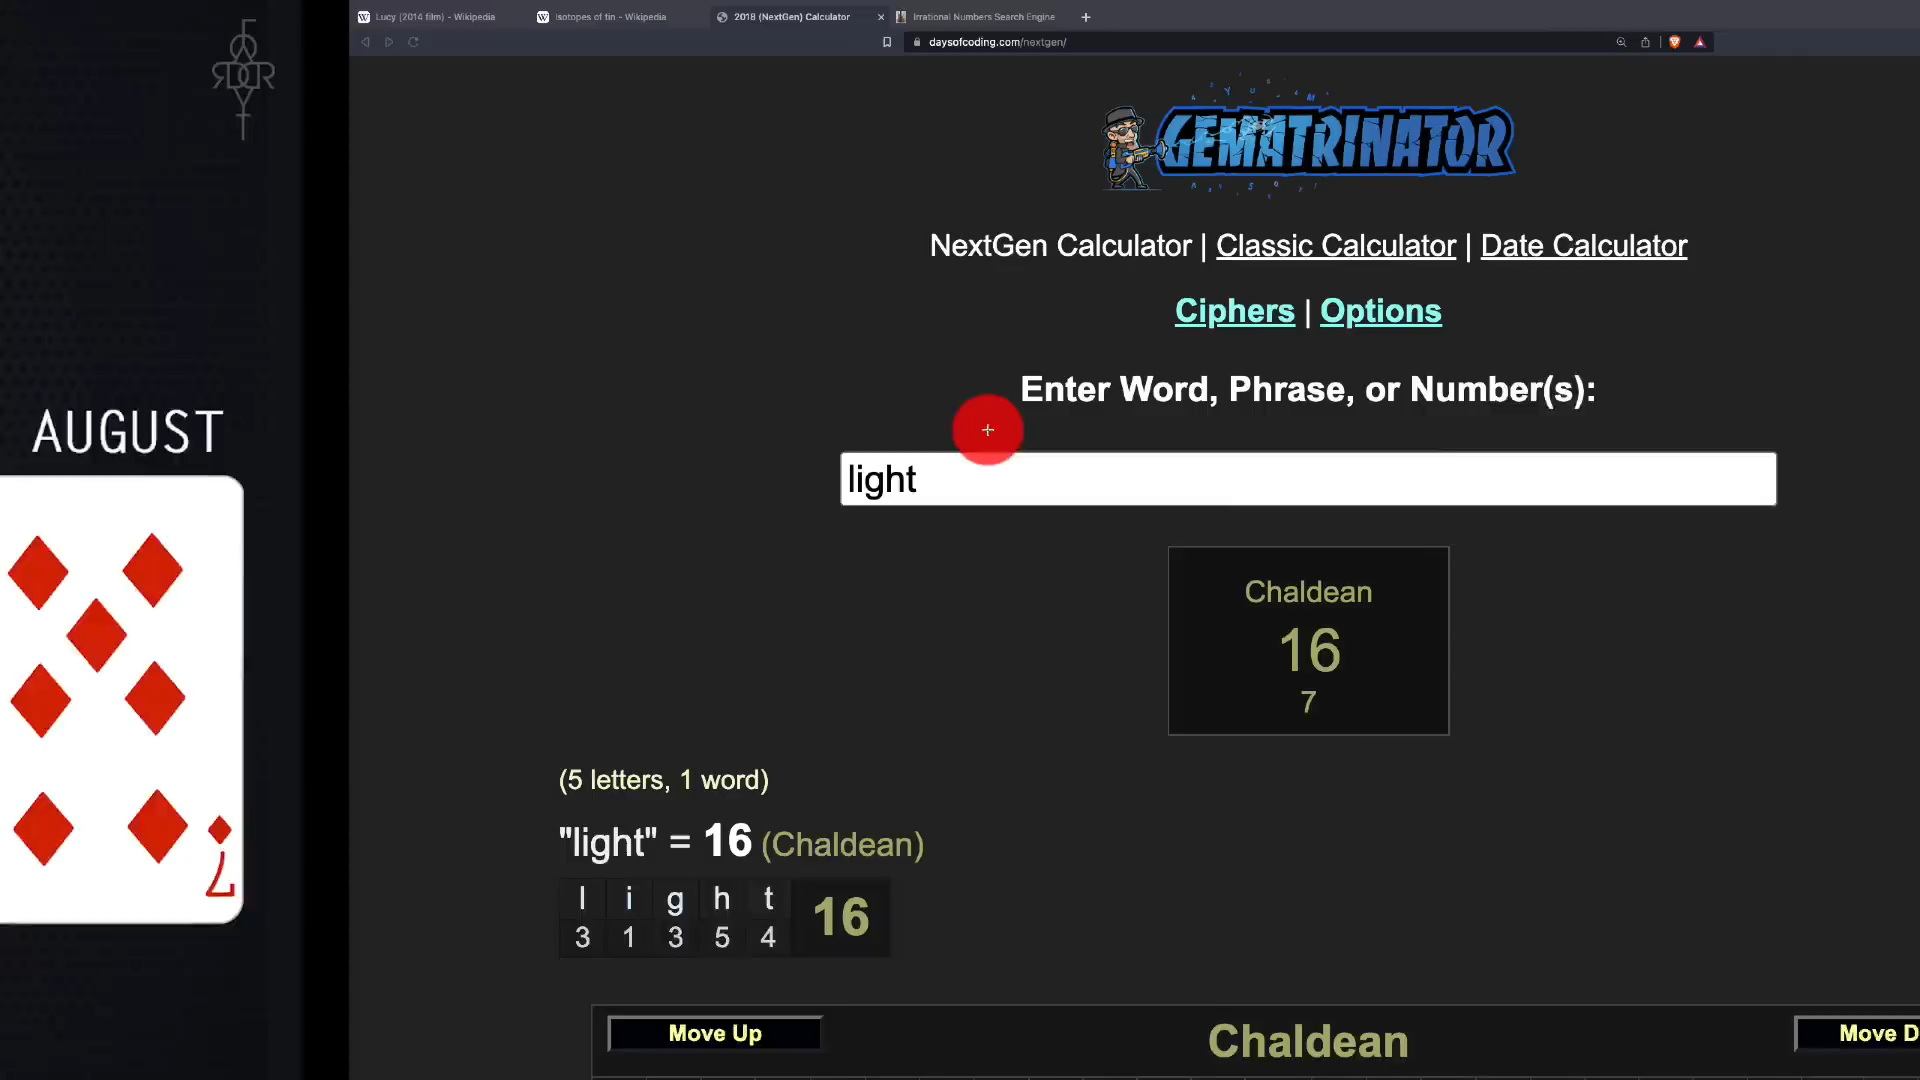 Lucy (2014 film) - Wikipedia
Isotopes of tin - Wikipedia
2018 (NextGen) Calculator
Irrational Numbers Search Engine
daysofcoding.com/nextgen/
GEMATRINATOR
NextGen Calculator | Classic Calculator | Date Calculator
Ciphers | Options
Enter Word, Phrase, or Number(s):
light
AUGUST
7
Chaldean
16
7
(5 letters, 1 word)
"light" = 16 (Chaldean)
l i g h t 16
3 1 3 5 4
Move Up
Chaldean
Move D